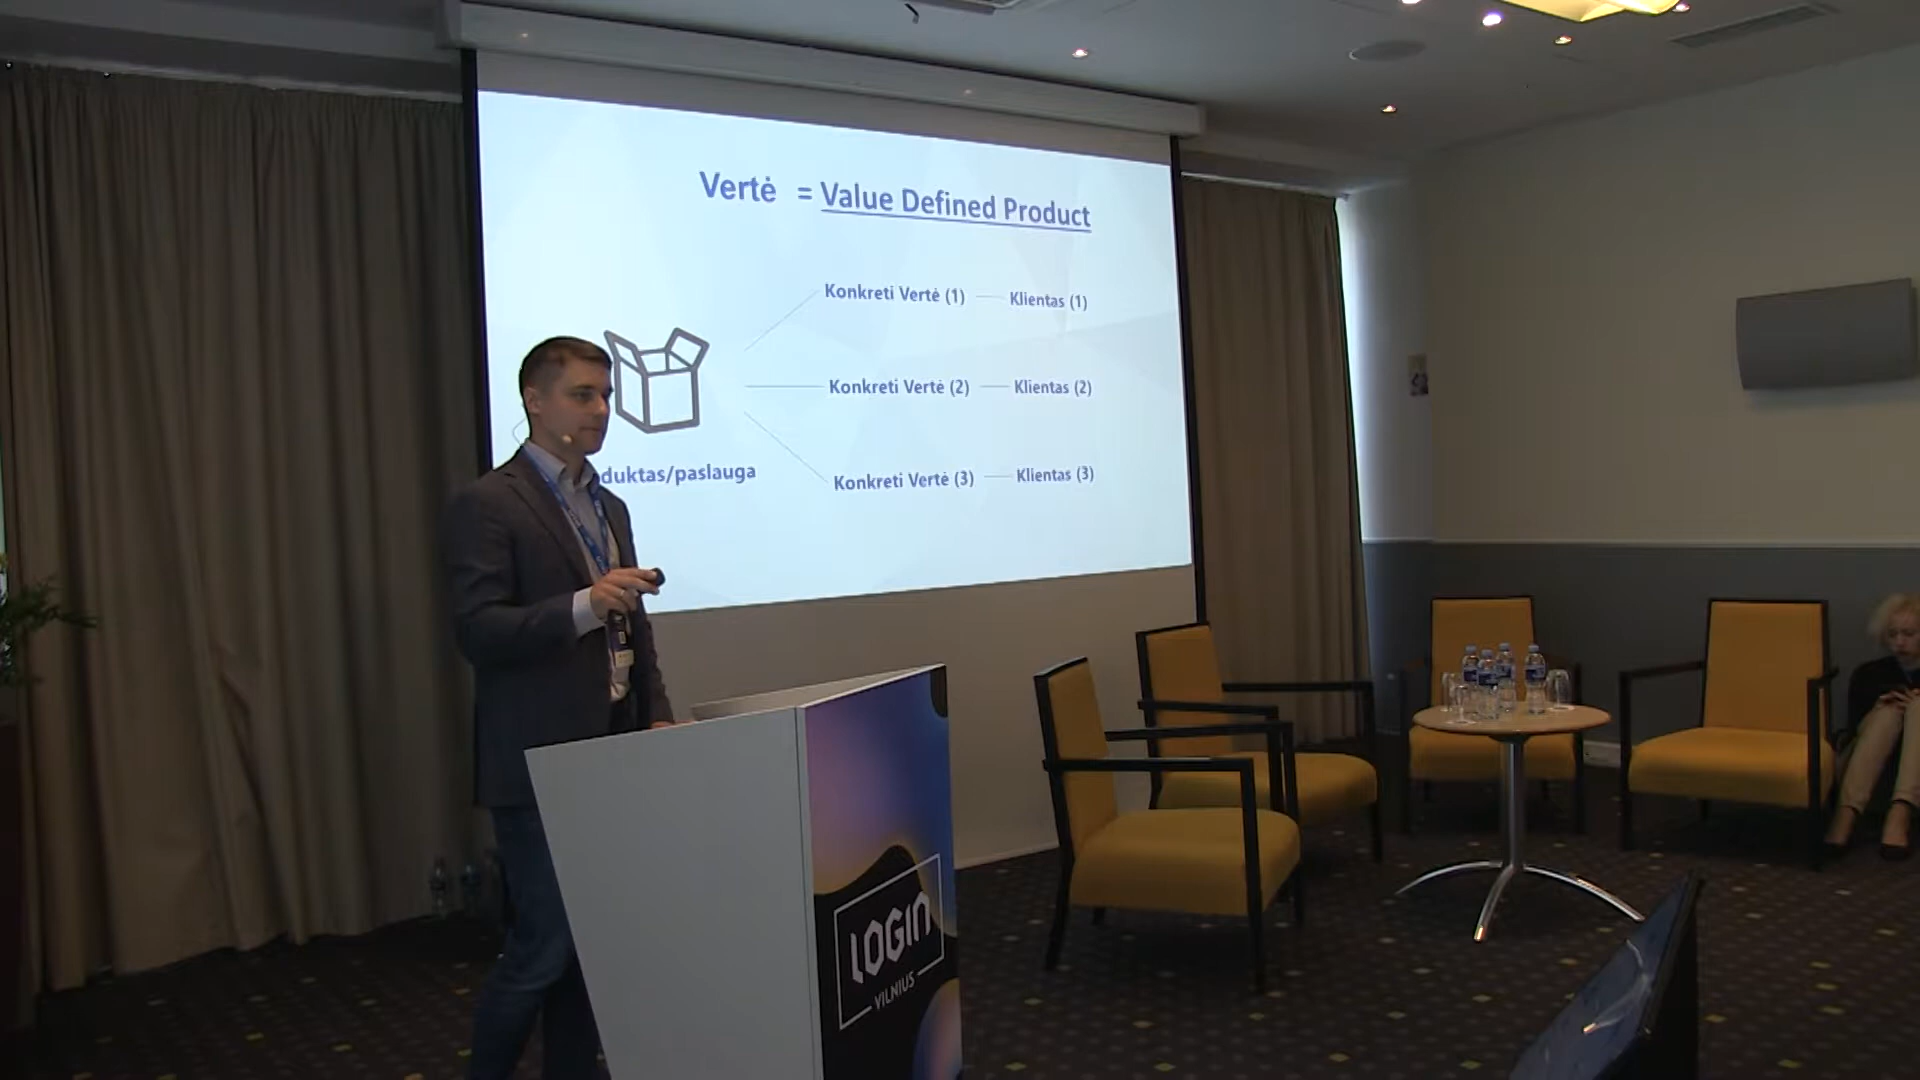 Vertė = Value Defined Product
Konkreti Vertė (1) Klientas (1)
Konkreti Vertė (2) Klientas (2)
duktas/paslauga
Konkreti Vertė (3) Klientas (3)
LOGIN
VILNIUS